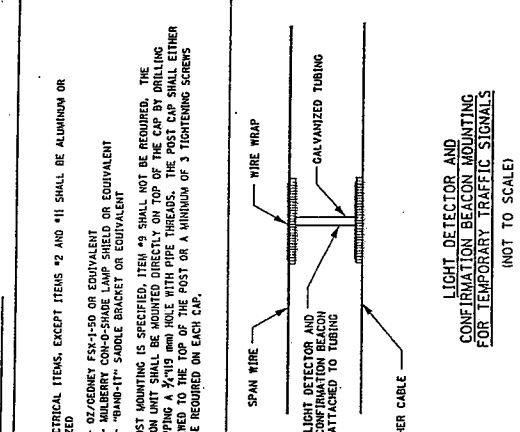 CTRICAL ITEMS, EXCEPT ITEMS #2 AND #11 SHALL BE ALUMINUM OR
ZED
- OZ/GEDNEY FSX-1-50 OR EQUIVALENT
- MULBERRY CON-O-SHADE LAMP SHIELD OR EQUIVALENT
- "BAND-IT" SADDLE BRACKET OR EQUIVALENT
OST MOUNTING IS SPECIFIED, ITEM #9 SHALL NOT BE REQUIRED. THE
ON UNIT SHALL BE MOUNTED DIRECTLY ON TOP OF THE CAP BY DRILLING
PPING A ¾"(19 mm) HOLE WITH PIPE THREADS. THE POST CAP SHALL EITHER
WED TO THE TOP OF THE POST OR A MINIMUM OF 3 TIGHTENING SCREWS
E REQUIRED ON EACH CAP.
SPAN WIRE
WIRE WRAP
LIGHT DETECTOR AND
CONFIRMATION BEACON
ATTACHED TO TUBING
GALVANIZED TUBING
HER CABLE
LIGHT DETECTOR AND
CONFIRMATION BEACON MOUNTING
FOR TEMPORARY TRAFFIC SIGNALS
(NOT TO SCALE)